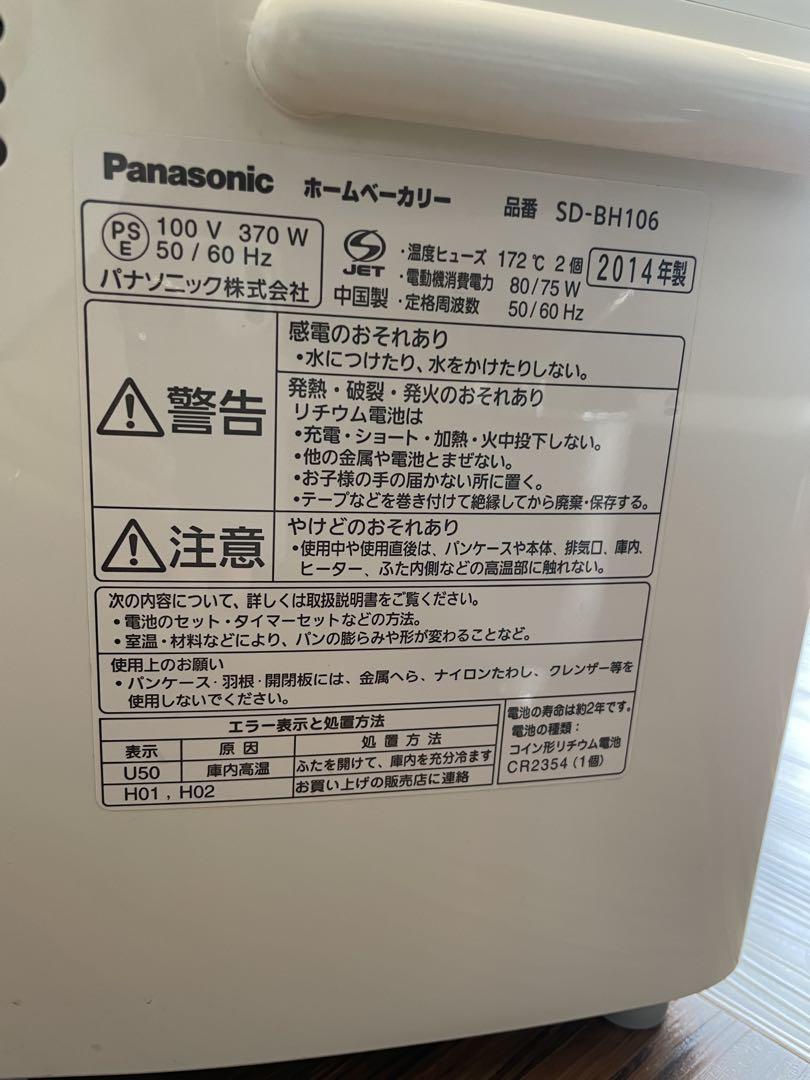 Panasonic ホームベーカリー 品番 SD-BH106
PSE 100 V 370 W
50 / 60 Hz
パナソニック株式会社
JET
中国製
・温度ヒューズ 172℃ 2個
・電動機消費電力 80/75 W
・定格周波数 50/60 Hz
2014年製
警告
感電のおそれあり
・水につけたり、水をかけたりしない。
発熱・破裂・発火のおそれあり
リチウム電池は
・充電・ショート・加熱・火中投下しない。
・他の金属や電池とまぜない。
・お子様の手の届かない所に置く。
・テープなどを巻き付けて絶縁してから廃棄・保存する。
注意
やけどのおそれあり
・使用中や使用直後は、パンケースや本体、排気口、庫内、
ヒーター、ふた内側などの高温部に触れない。
次の内容について、詳しくは取扱説明書をご覧ください。
・電池のセット・タイマーセットなどの方法。
・室温・材料などにより、パンの膨らみや形が変わることなど。
使用上のお願い
・パンケース・羽根・開閉板には、金属へら、ナイロンたわし、クレンザー等を
使用しないでください。
エラー表示と処置方法
表示 原因 処置方法
U50 庫内高温 ふたを開けて、庫内を充分冷ます
H01 , H02 お買い上げの販売店に連絡
電池の寿命は約2年です。
電池の種類：
コイン形リチウム電池
CR2354 (1個)